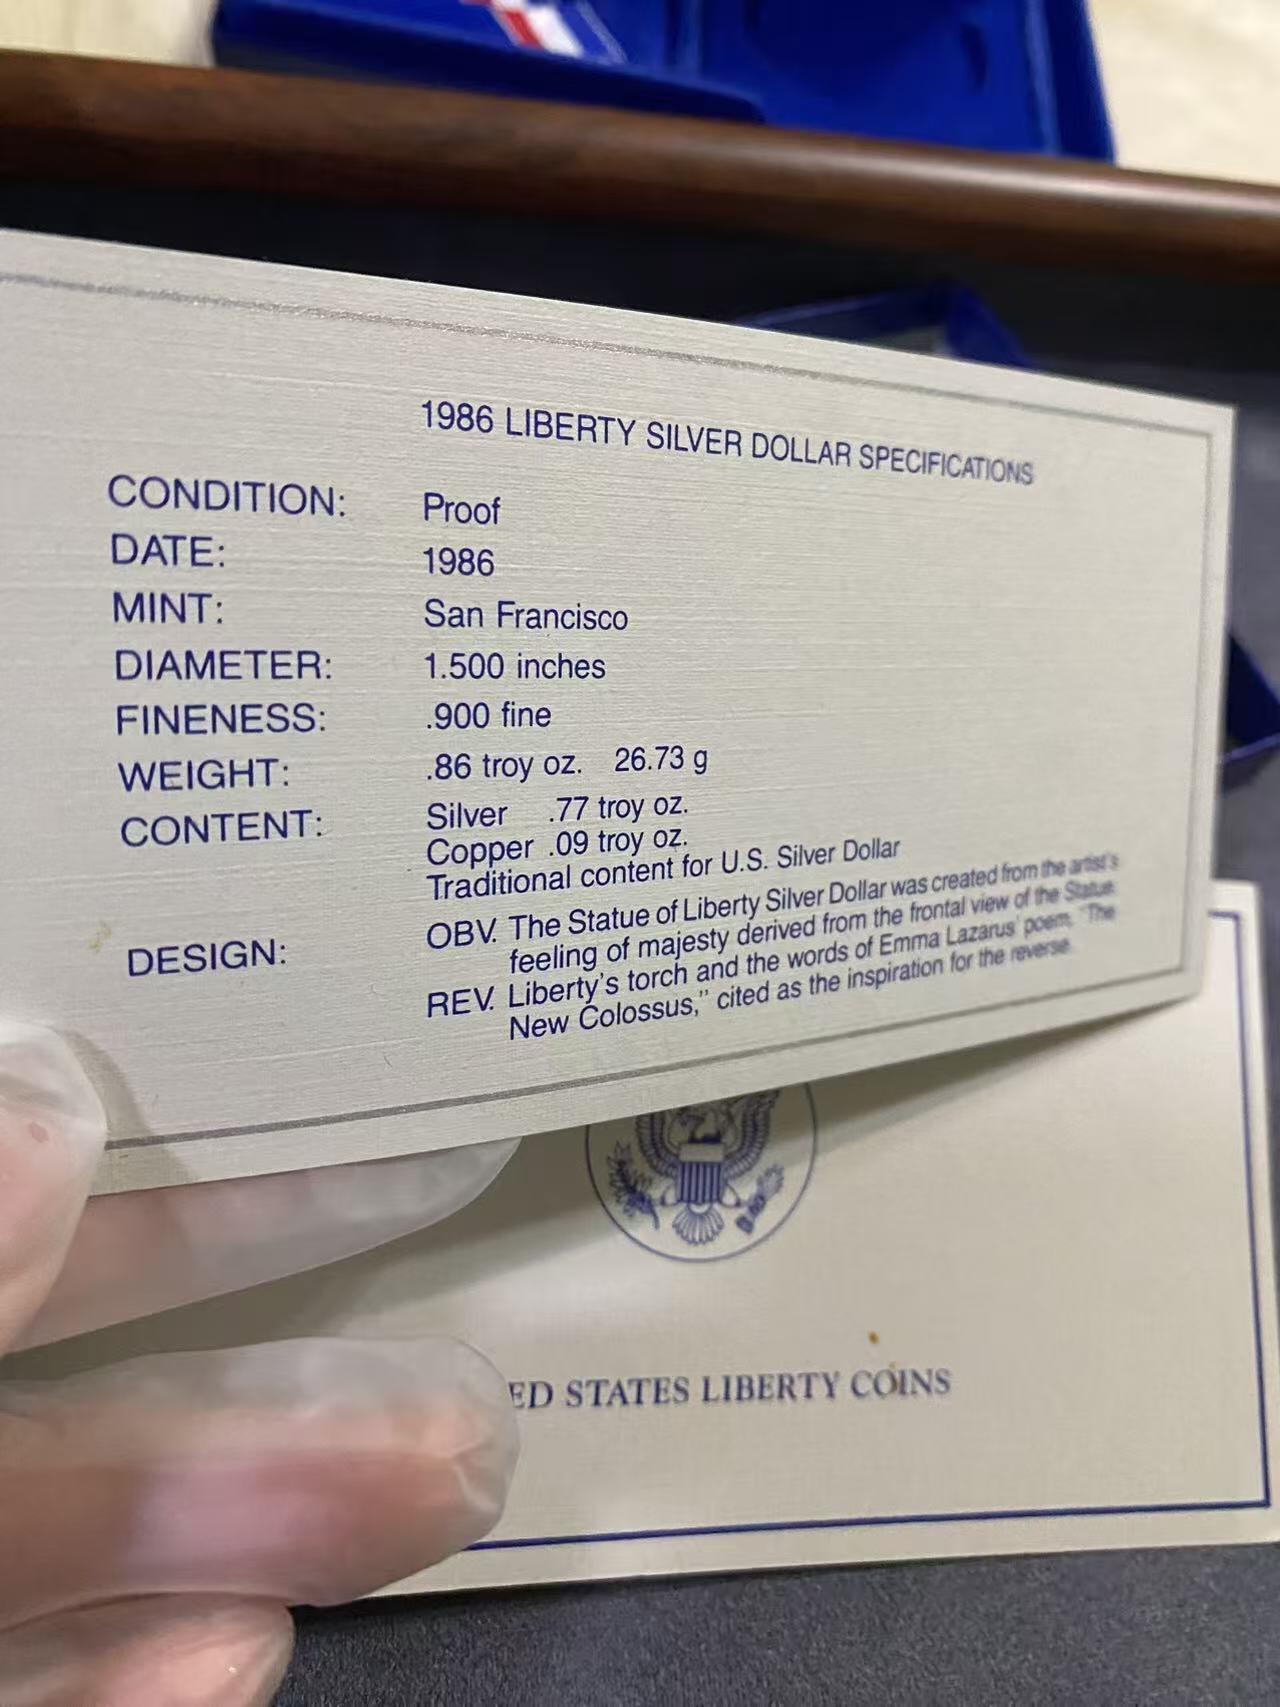 1986 LIBERTY SILVER DOLLAR SPECIFICATIONS
CONDITION: Proof
DATE: 1986
MINT: San Francisco
DIAMETER: 1.500 inches
FINENESS: .900 fine
WEIGHT: .86 troy oz. 26.73 g
CONTENT: Silver .77 troy oz.
Copper .09 troy oz.
Traditional content for U.S. Silver Dollar
DESIGN: OBV. The Statue of Liberty Silver Dollar was created from the artist's
feeling of majesty derived from the frontal view of the Statue.
REV. Liberty's torch and the words of Emma Lazarus' poem, "The
New Colossus," cited as the inspiration for the reverse.
ED STATES LIBERTY COINS